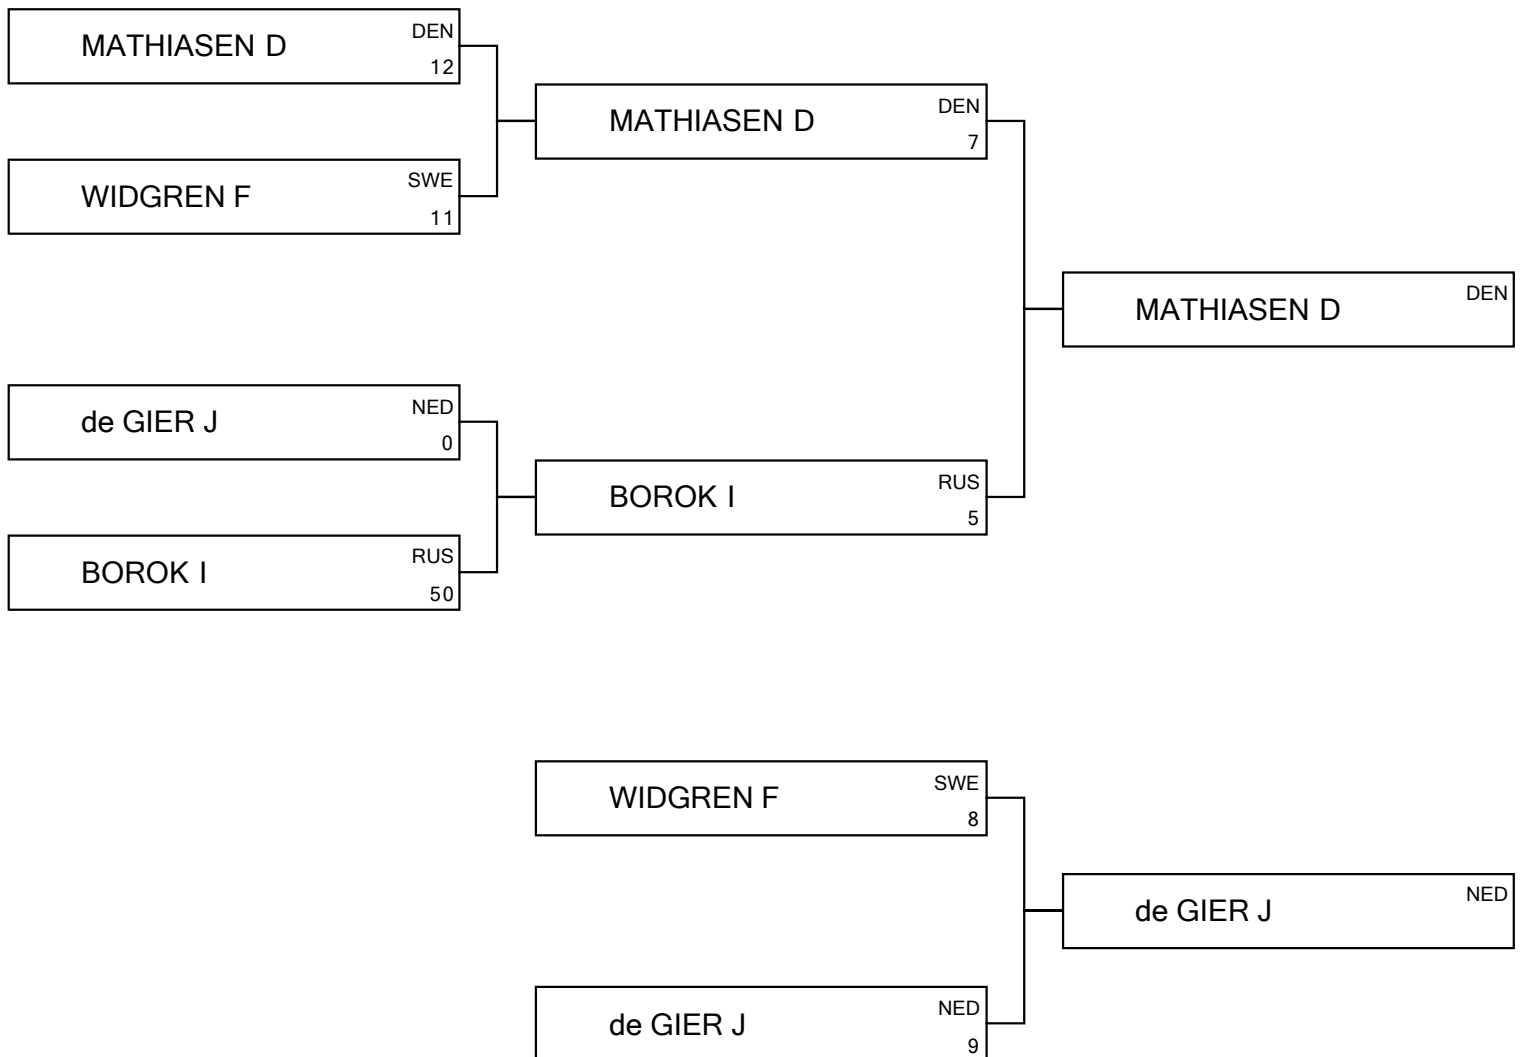 MATHIASEN D DEN
12
MATHIASEN D DEN
7
WIDGREN F SWE
11
MATHIASEN D DEN
de GIER J NED
0
BOROK I RUS
5
BOROK I RUS
50
WIDGREN F SWE
8
de GIER J NED
de GIER J NED
9